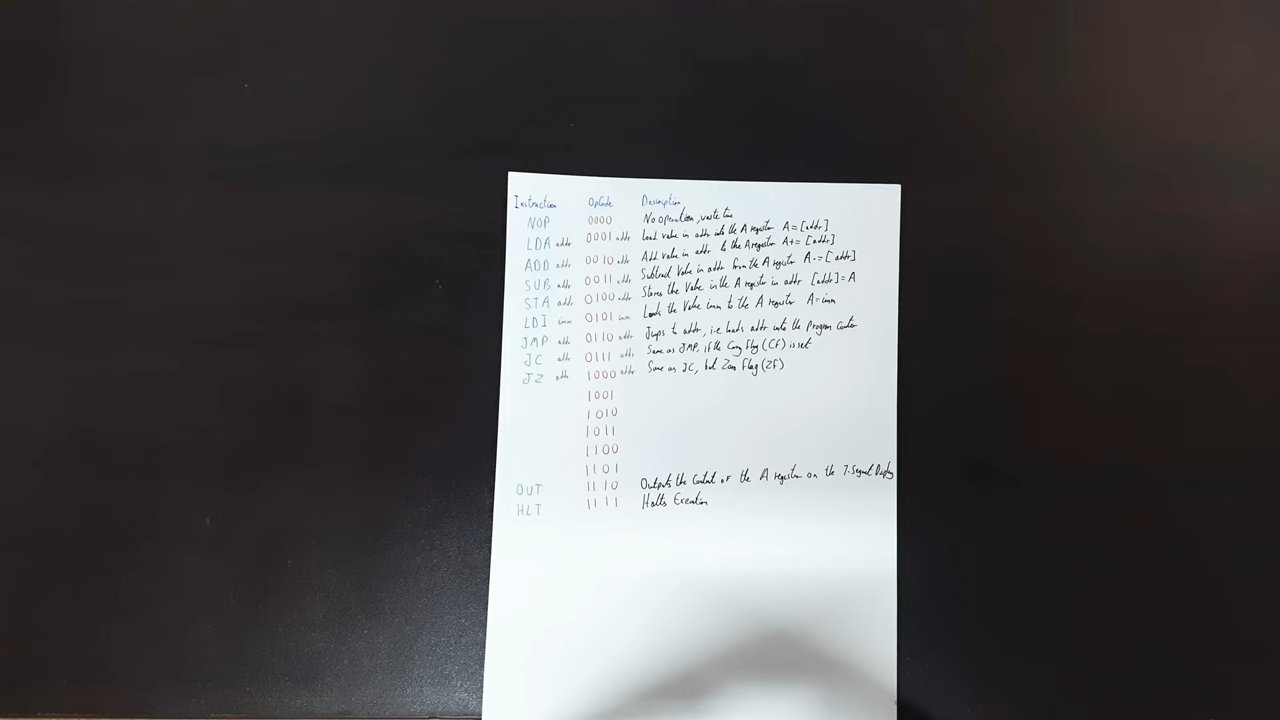 Instruction OpCode Description
NOP 0000 No operation, waste time
LDA addr 0001 addr Load value in addr into the A register A = [addr]
ADD addr 0010 addr Add value in addr to the A register A += [addr]
SUB addr 0011 addr Subtract Value in addr from the A register A -= [addr]
STA addr 0100 addr Stores the Value in the A register in addr [addr] = A
LDI imm 0101 imm Loads the Value imm to the A register A = imm
JMP addr 0110 addr Jumps to addr, i.e loads addr into the program counter
JC addr 0111 addr Same as JMP, if the Carry Flag (CF) is set
JZ addr 1000 addr Same as JC, but Zero Flag (ZF)
1001
1010
1011
1100
1101
OUT 1110 Outputs the Content of the A register on the 7-Segment Display
HLT 1111 Halts Execution